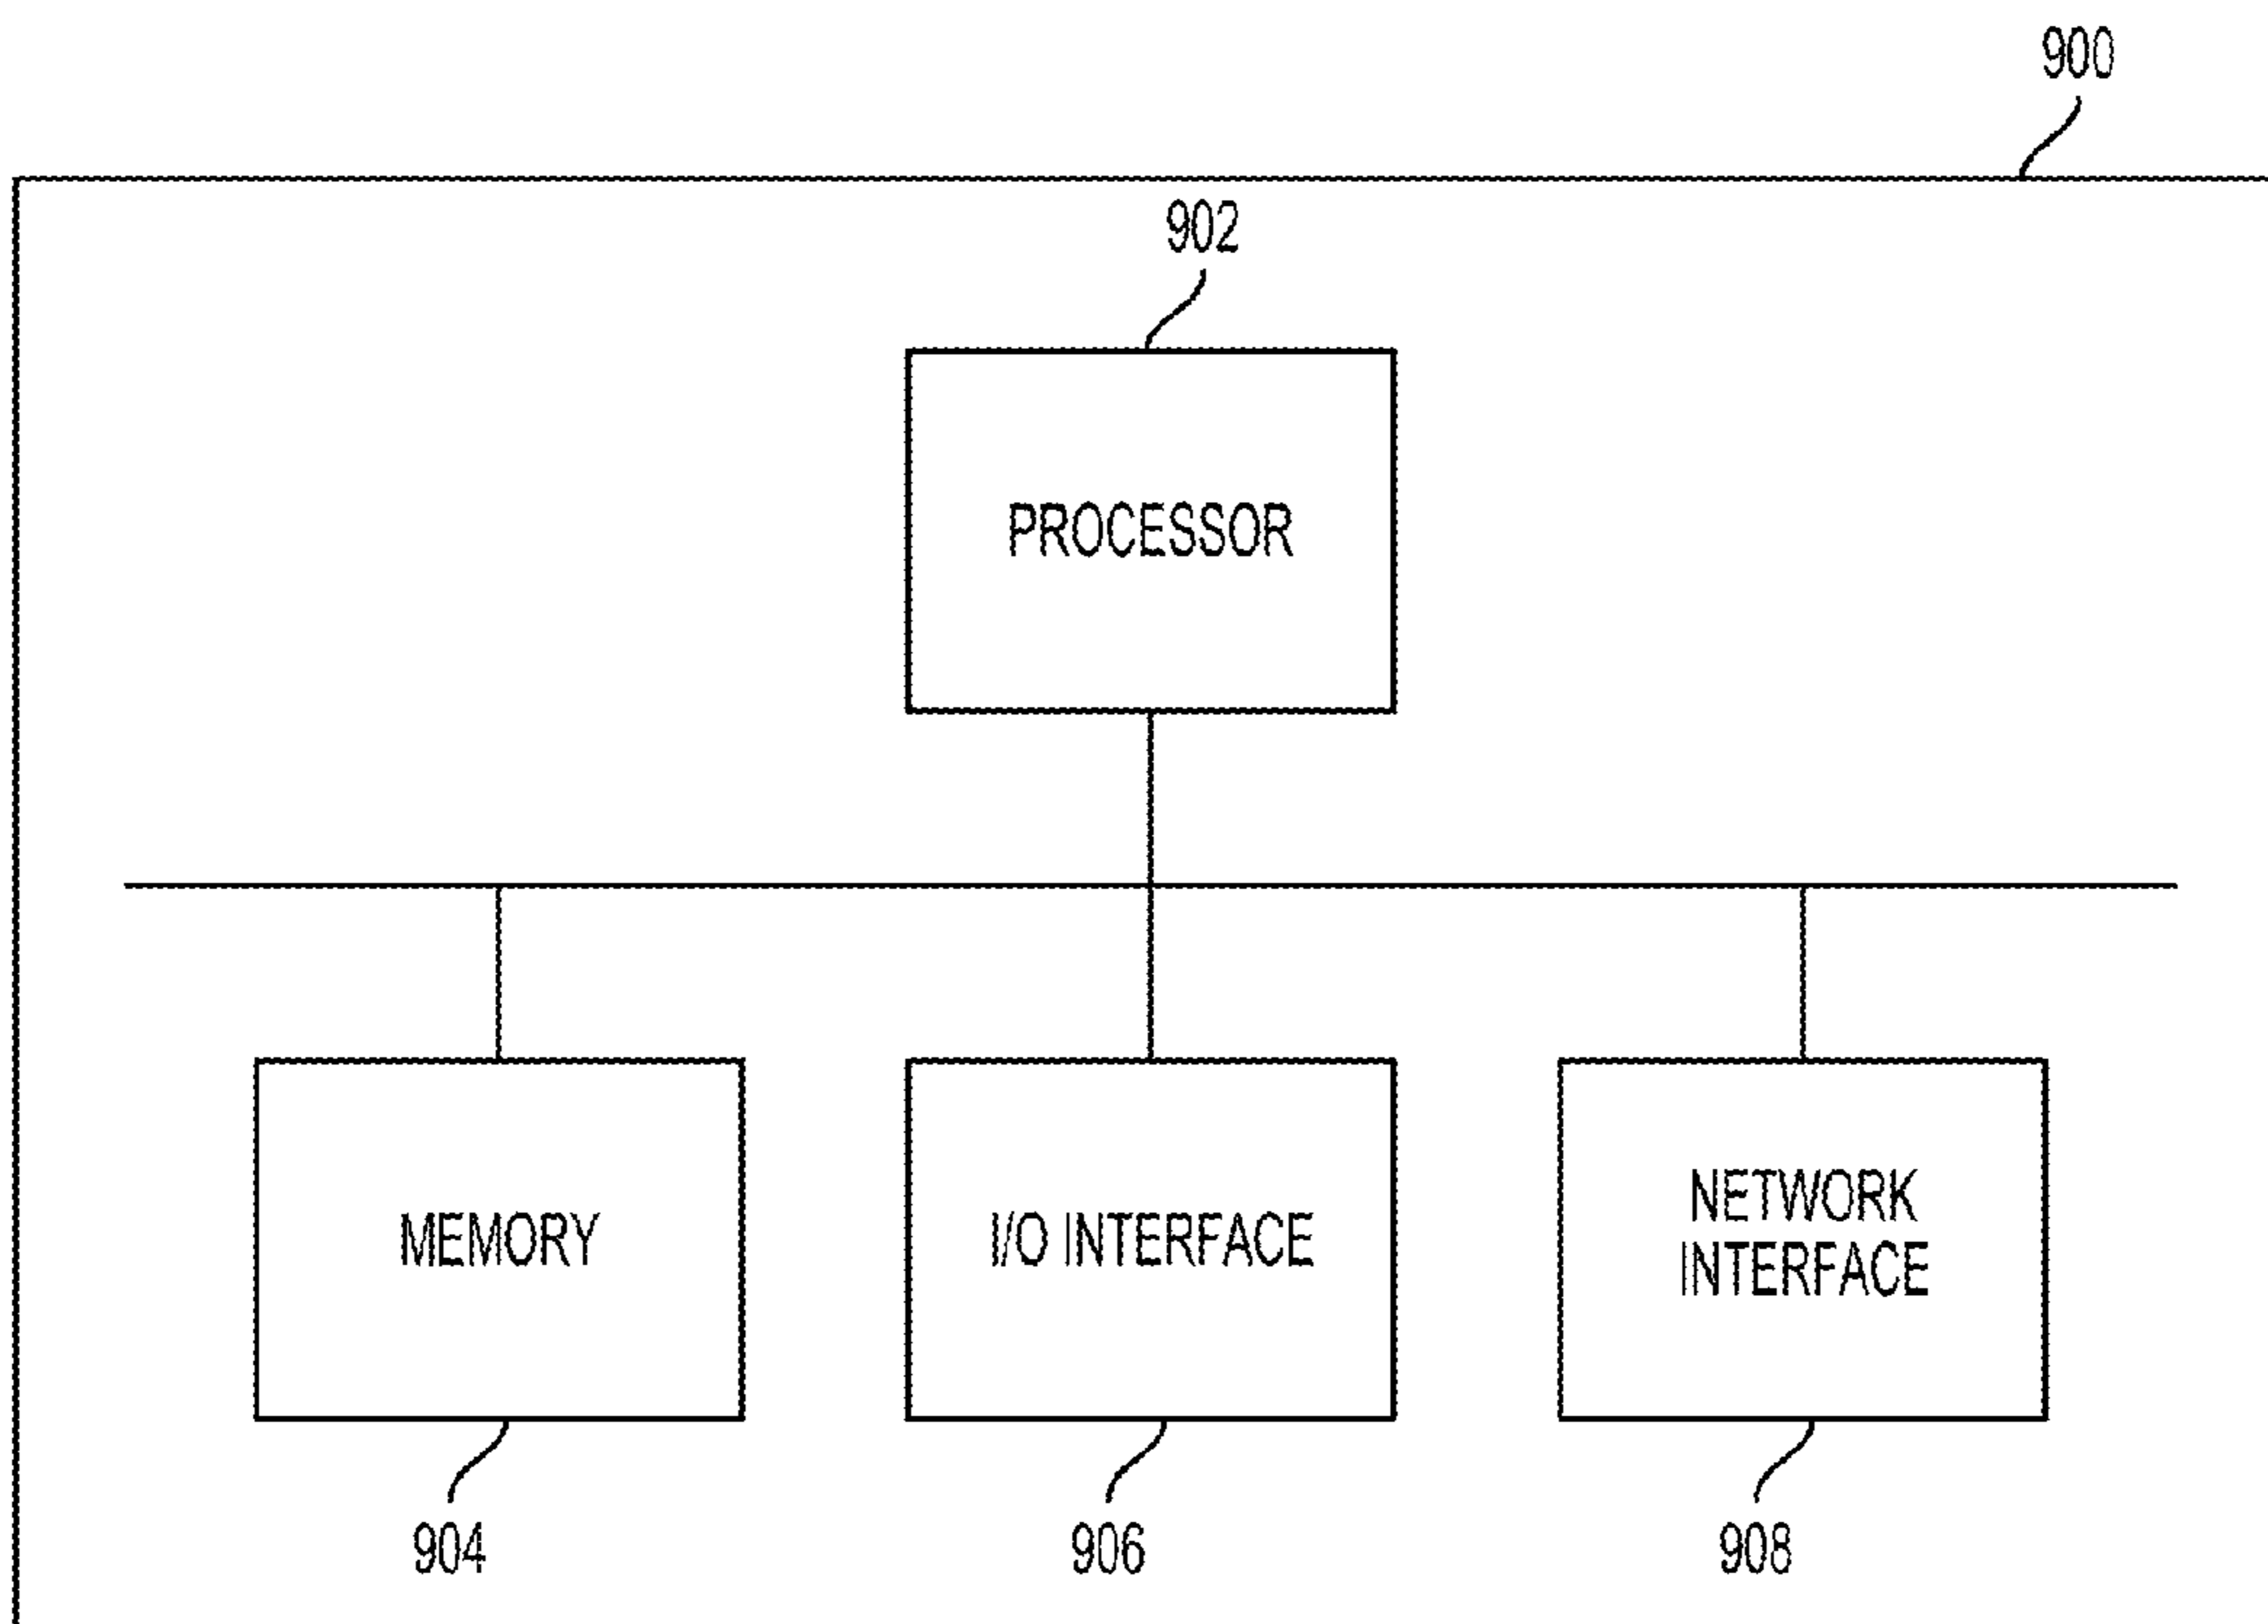 900
902
PROCESSOR
MEMORY
I/O INTERFACE
NETWORK
INTERFACE
904
906
908